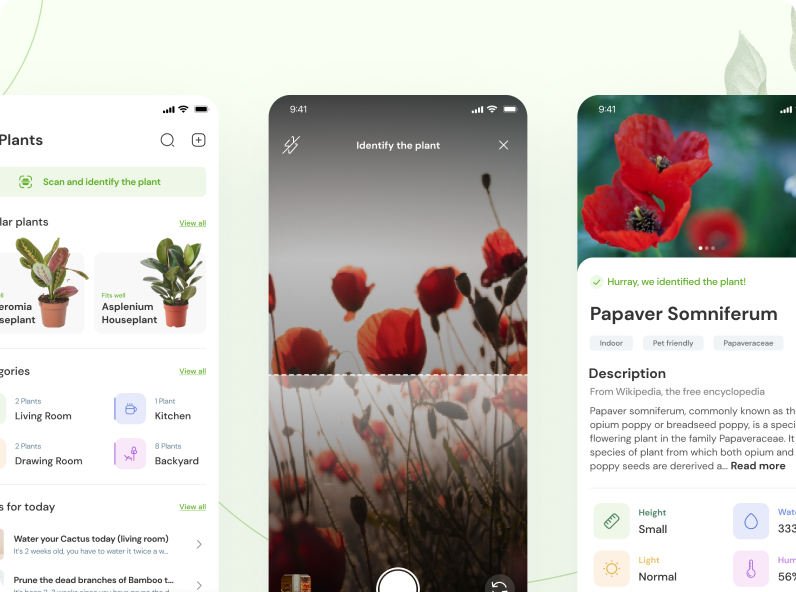 Plants
Scan and identify the plant
lar plants
View all
Fits well
eromia
seplant
Asplenium
Houseplant
gories
View all
2 Plants
Living Room
1 Plant
Kitchen
2 Plants
Drawing Room
8 Plants
Backyard
s for today
View all
Water your Cactus today (living room)
It's 2 weeks old, you have to water it twice a w...
Prune the dead branches of Bamboo t...
9:41
Identify the plant
9:41
Hurray, we identified the plant!
Papaver Somniferum
Indoor
Pet friendly
Papaveraceae
Description
From Wikipedia, the free encyclopedia
Papaver somniferum, commonly known as th
opium poppy or breadseed poppy, is a speci
flowering plant in the family Papaveraceae. It
species of plant from which both opium and
poppy seeds are dererived a... Read more
Height
Small
Wate
333
Light
Normal
Hum
56%